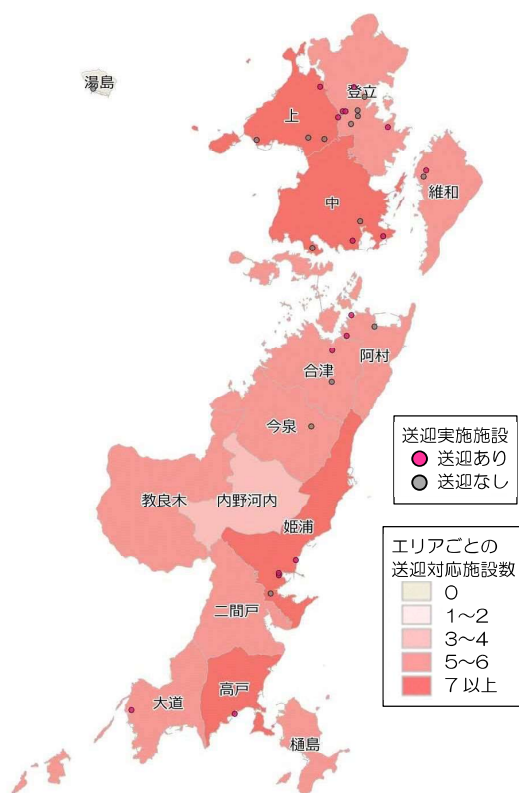 湯島
登立
上
維和
中
阿村
合津
今泉
教良木
内野河内
姫浦
二間戸
大道
高戸
樋島
送迎実施施設
送迎あり
送迎なし
エリアごとの
送迎対応施設数
0
1～2
3～4
5～6
7以上